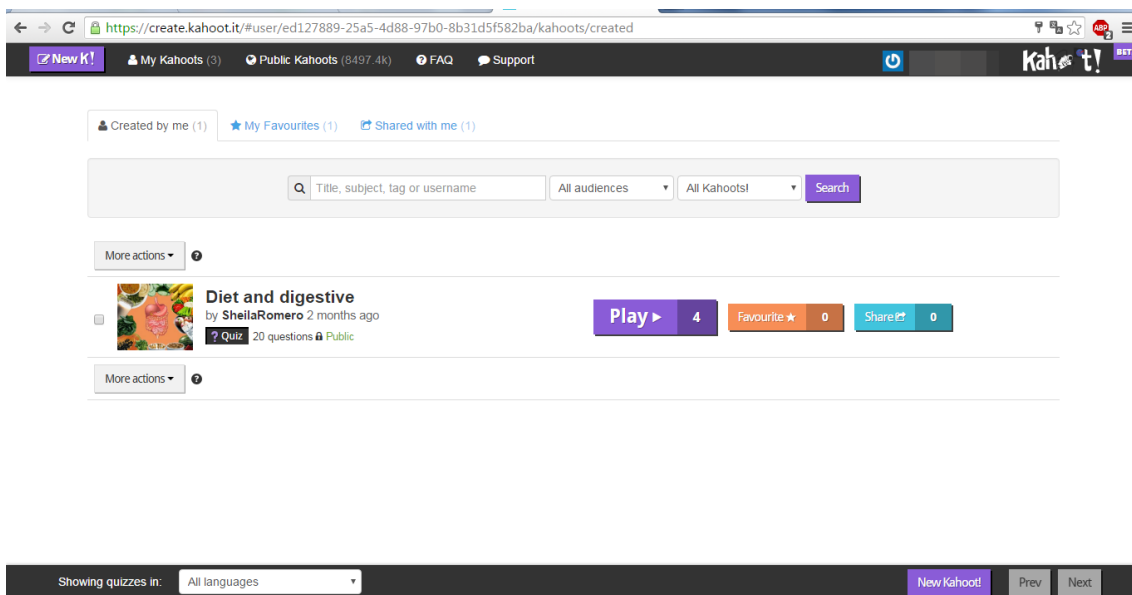 https://create.kahoot.it/#user/ed127889-25a5-4d88-97b0-8b31d5f582ba/kahoots/created
ABP 2
New K! My Kahoots (3) Public Kahoots (8497.4k) FAQ Support Kahoot! BET
Created by me (1) My Favourites (1) Shared with me (1)
Title, subject, tag or username All audiences All Kahoots! Search
More actions ?
Diet and digestive
by SheilaRomero 2 months ago
? Quiz 20 questions Public
Play 4 Favourite 0 Share 0
More actions ?
Showing quizzes in: All languages New Kahoot! Prev Next